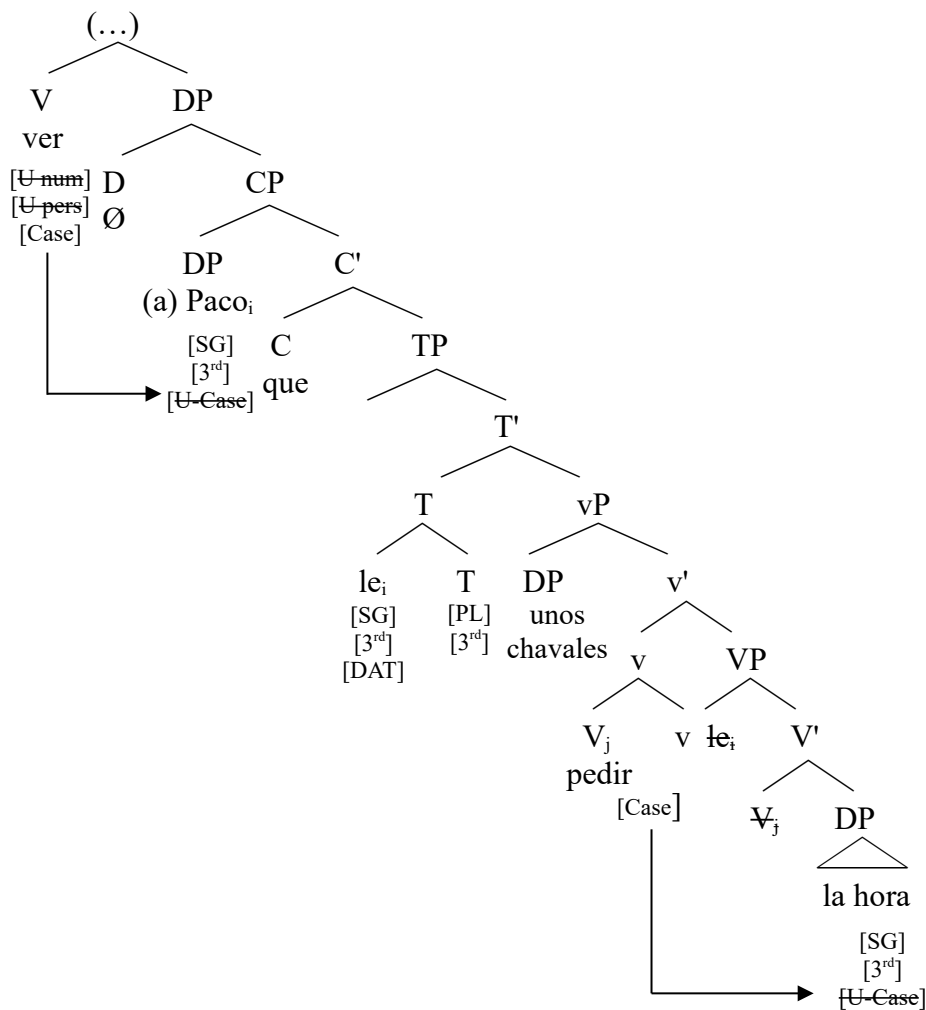 (…)
V DP
ver
[U num] D CP
[U pers] Ø
[Case]
DP C'
(a) Pacoᵢ
[SG] C TP
[3ʳᵈ] que
[U-Case]
T'
T vP
leᵢ T DP v'
[SG] [PL] unos
[3ʳᵈ] [3ʳᵈ] chavales
[DAT]
v VP
Vⱼ v leᵢ V'
pedir
[Case]
Vⱼ DP
la hora
[SG]
[3ʳᵈ]
[U-Case]